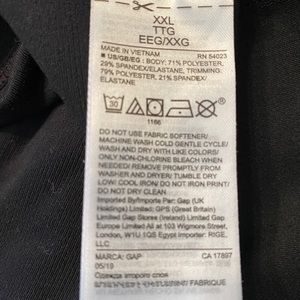 XXL
TTG
EEG/XXG
MADE IN VIETNAM RN 54023
■ US/GB/EG : BODY: 71% POLYESTER,
29% SPANDEX/ELASTANE, TRIMMING:
79% POLYESTER, 21% SPANDEX/
ELASTANE
30
1166
DO NOT USE FABRIC SOFTENER/
MACHINE WASH COLD GENTLE CYCLE/
WASH AND DRY WITH LIKE COLORS/
ONLY NON-CHLORINE BLEACH WHEN
NEEDED/ REMOVE PROMPTLY FROM
WASHER AND DRYER/ TUMBLE DRY
LOW/ COOL IRON/ DO NOT IRON PRINT/
DO NOT DRY CLEAN
Imported By/Importe Par: Gap (UK
Holdings) Limited: GPS (Great Britain)
Limited Gap Stores (Ireland) Limited: Gap
Europe Limited All at 103 Wigmore Street,
London, W1U 1QS Egypt Importer: RIGE,
LLC
MARCA: GAP CA 17897
05/19
Одежда второго слоя
FABRIQUE